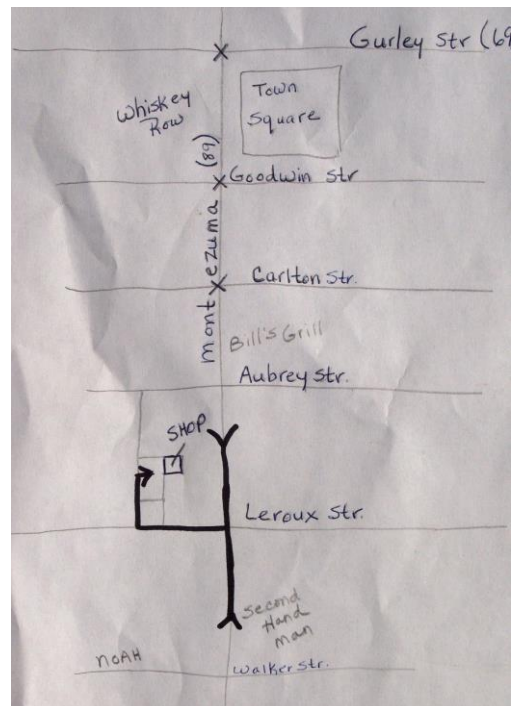 Gurley Str (69
Town
Square
Whiskey
Row
Montezuma (89)
Goodwin Str
Carlton Str.
Bill's Grill
Aubrey Str.
SHOP
Leroux Str.
Second
Hand
man
NOAH
Walker Str.